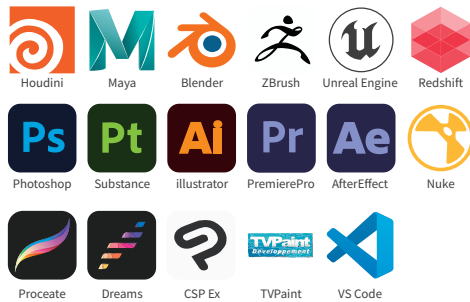 Houdini Maya Blender ZBrush Unreal Engine Redshift
Ps Pt Ai Pr Ae
Photoshop Substance illustrator PremierePro AfterEffect Nuke
TVPaint
Développement
Proceate Dreams CSP Ex TVPaint VS Code